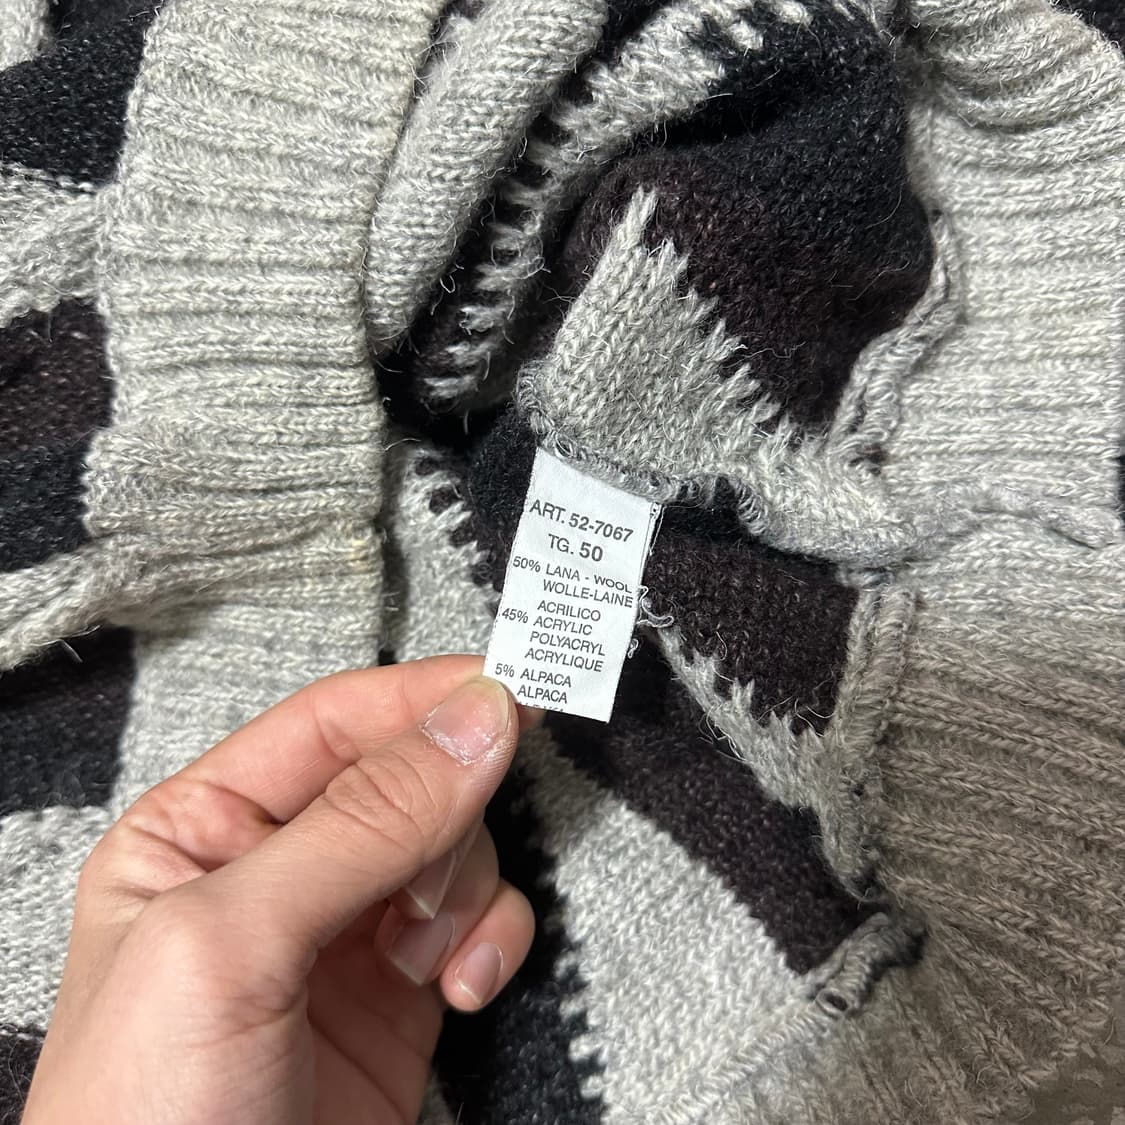 ART. 52-7067
TG. 50
50% LANA - WOOL
WOLLE-LAINE
ACRILICO
45% ACRYLIC
POLYACRYL
ACRYLIQUE
5% ALPACA
ALPACA